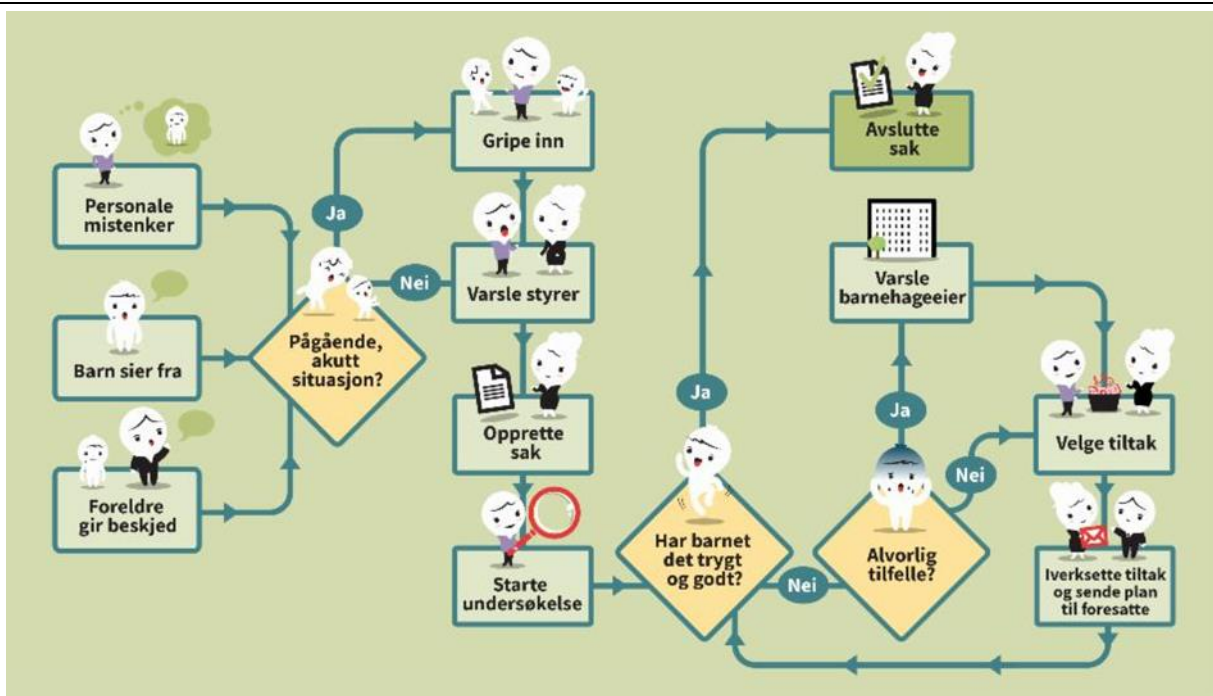 Personale
mistenker
Barn sier fra
Foreldre
gir beskjed
Pågående,
akutt
situasjon?
Ja
Nei
Gripe inn
Varsle styrer
Opprette
sak
Starte
undersøkelse
Har barnet
det trygt
og godt?
Ja
Nei
Avslutte
sak
Alvorlig
tilfelle?
Ja
Nei
Varsle
barnehageeier
Velge tiltak
Iverksette tiltak
og sende plan
til foresatte